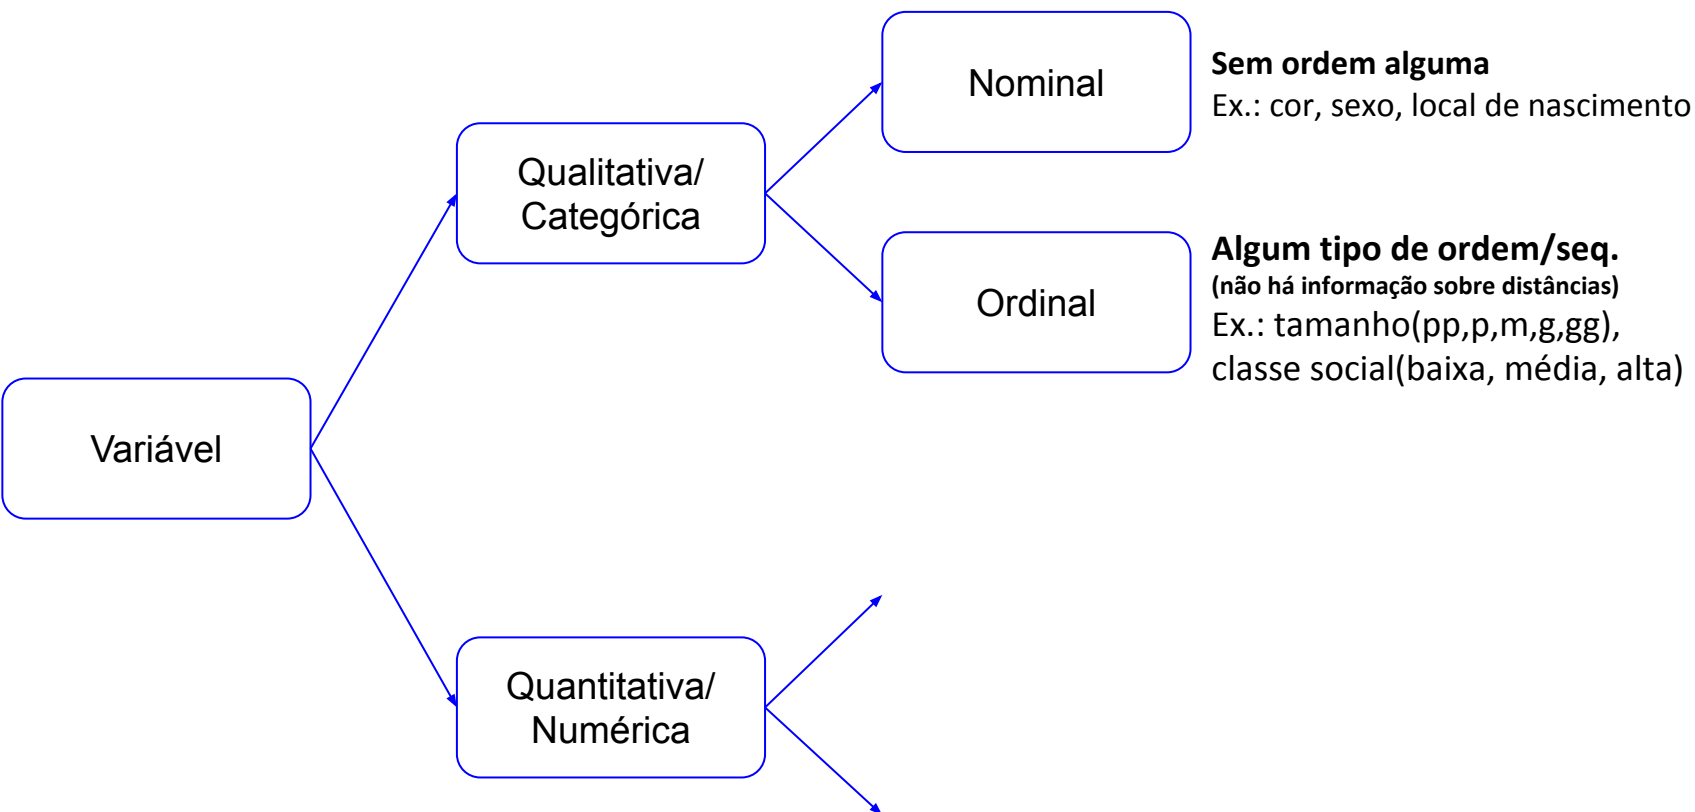 Nominal
Sem ordem alguma
Ex.: cor, sexo, local de nascimento
Qualitativa/
Categórica
Ordinal
Algum tipo de ordem/seq.
(não há informação sobre distâncias)
Ex.: tamanho(pp,p,m,g,gg),
classe social(baixa, média, alta)
Variável
Quantitativa/
Numérica